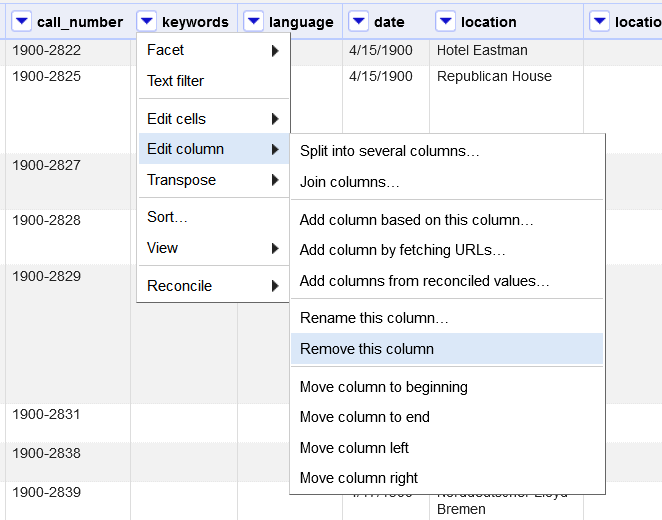 call_number keywords language date location locatio
1900-2822 4/15/1900 Hotel Eastman
1900-2825 4/15/1900 Republican House
1900-2827
1900-2828
1900-2829
1900-2831
1900-2838
1900-2839
Bremen
Facet
Text filter
Edit cells
Edit column
Transpose
Sort…
View
Reconcile
Split into several columns…
Join columns…
Add column based on this column…
Add column by fetching URLs…
Add columns from reconciled values…
Rename this column…
Remove this column
Move column to beginning
Move column to end
Move column left
Move column right